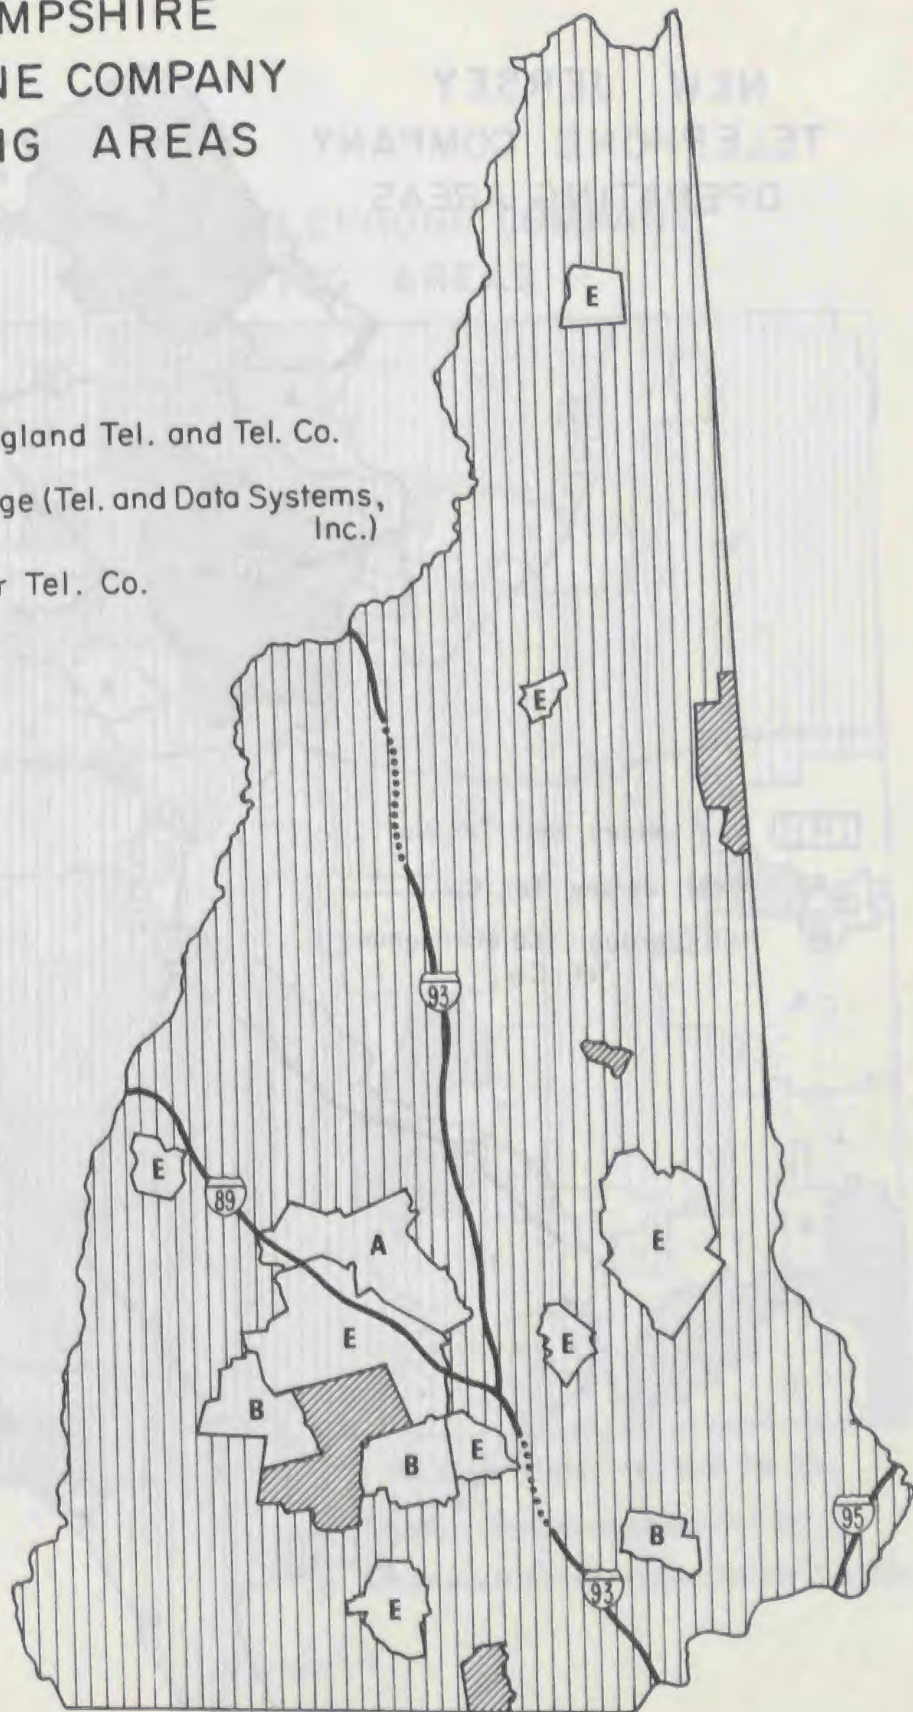 MPSHIRE
NE COMPANY
NG AREAS
gland Tel. and Tel. Co.
ge (Tel. and Data Systems,
Inc.)
r Tel. Co.
E
E
93
E
89
A
E
E
E
B
B
E
B
95
93
E